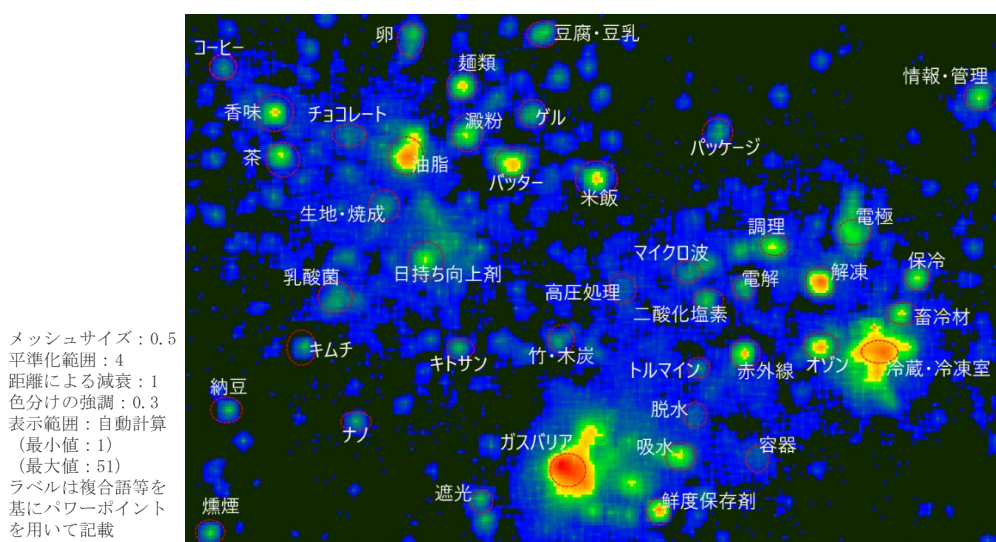 卵
豆腐・豆乳
コーヒー
麺類
情報・管理
香味
チョコレート
澱粉
ゲル
パッケージ
茶
油脂
バッター
米飯
生地・焼成
電極
調理
マイクロ波
日持ち向上剤
乳酸菌
高圧処理
電解
解凍
保冷
二酸化塩素
畜冷材
メッシュサイズ：0.5
平準化範囲：4
距離による減衰：1
色分けの強調：0.3
表示範囲：自動計算
（最小値：1）
（最大値：51）
ラベルは複合語等を
基にパワーポイント
を用いて記載
キムチ
キトサン
竹・木炭
トルマイン
赤外線
オゾン
冷蔵・冷凍室
納豆
ナノ
脱水
ガスバリア
吸水
容器
遮光
鮮度保存剤
燻煙